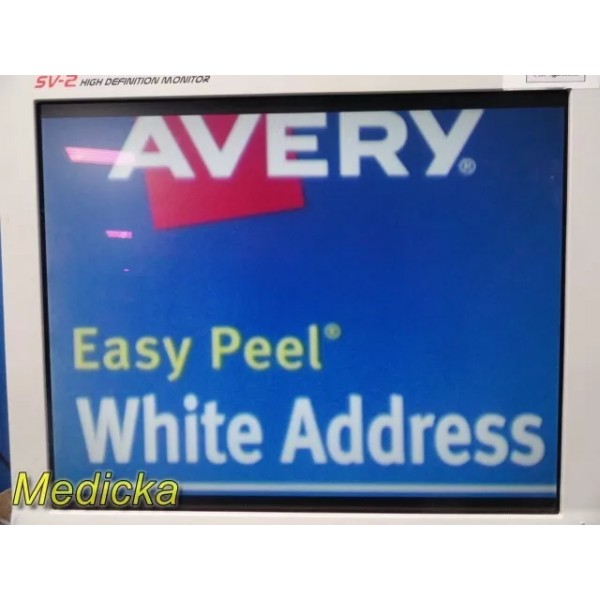 SV-2 HIGH DEFINITION MONITOR
AVERY®
Easy Peel®
White Address
Medicka